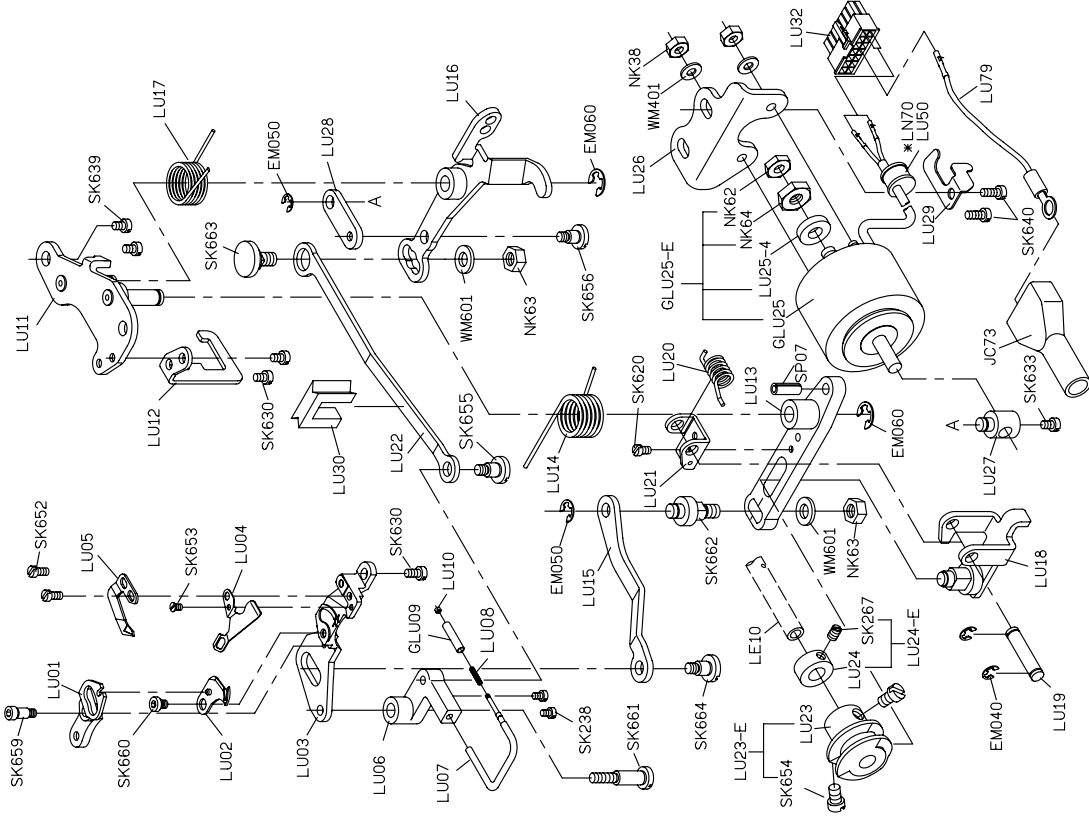 SK652
LU05
SK653
LU04
SK659
LU01
SK660
LU02
LU03
SK630
LU10
GLU09
LU08
LU06
LU07
SK238
SK661
SK639
LU17
LU11
LU12
SK630
LU30
LU22
SK655
SK663
EM050
LU28
A
LU16
EM060
WM601
NK63
SK656
LU14
SK620
LU20
LU21
SP07
LU13
EM060
EM050
LU15
SK662
WM601
NK63
LU18
SK664
LE10
SK267
LU24
LU24-E
LU23
LU23-E
SK654
EM040
LU19
A
LU27
SK633
JC73
NK38
WM401
LU26
NK62
NK64
LU25-4
GLU25-E
GLU25
LU32
LU79
※LN70
LU50
LU29
SK640